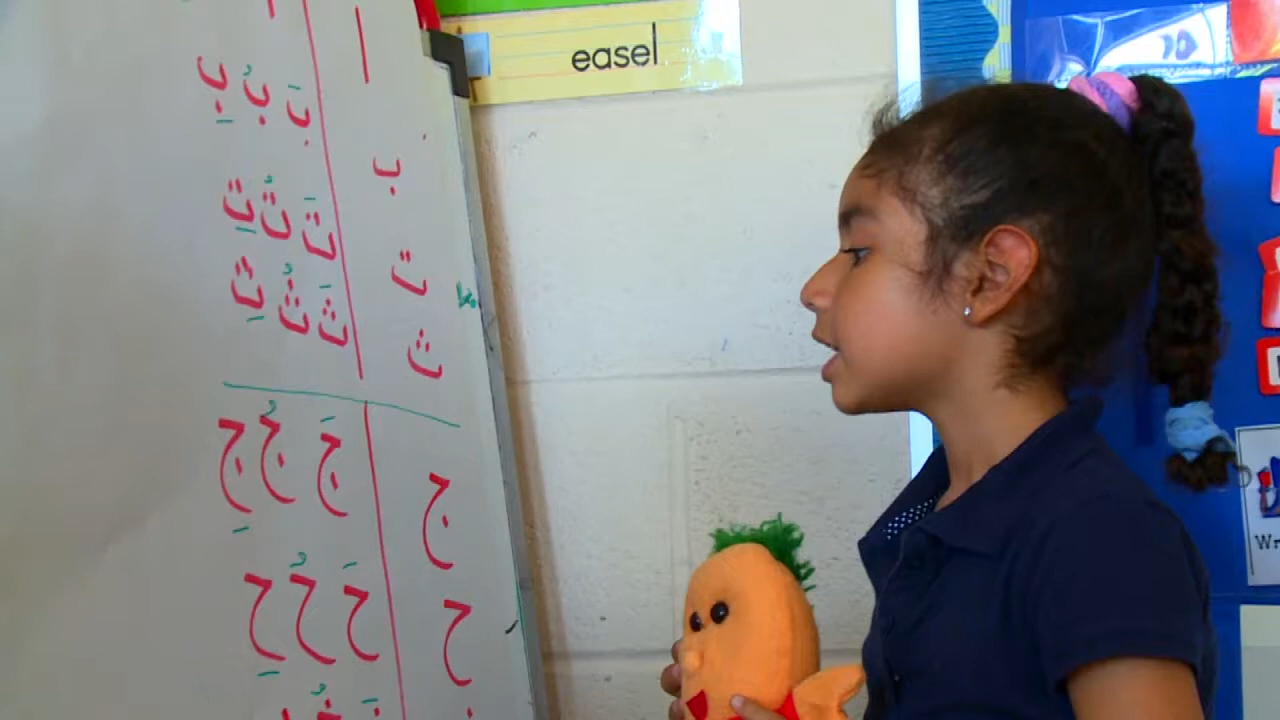 easel
ا
ب بَ بُ بِ
ت تَ تُ تِ
ث ثَ ثُ ثِ
ج جَ جُ جِ
ح حَ حُ حِ